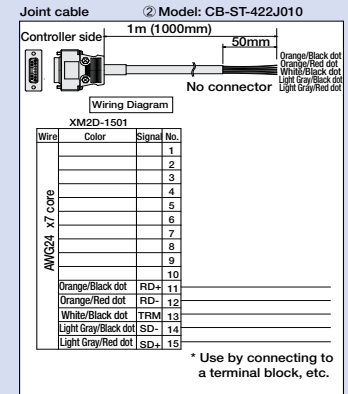 Joint cable ② Model: CB-ST-422J010
Controller side
1m (1000mm)
50mm
Orange/Black dot
Orange/Red dot
White/Black dot
Light Gray/Black dot
Light Gray/Red dot
No connector
Wiring Diagram
XM2D-1501
Wire Color Signal No.
AWG24 x7 core
1
2
3
4
5
6
7
8
9
10
Orange/Black dot RD+ 11
Orange/Red dot RD- 12
White/Black dot TRM 13
Light Gray/Black dot SD- 14
Light Gray/Red dot SD+ 15
* Use by connecting to
a terminal block, etc.